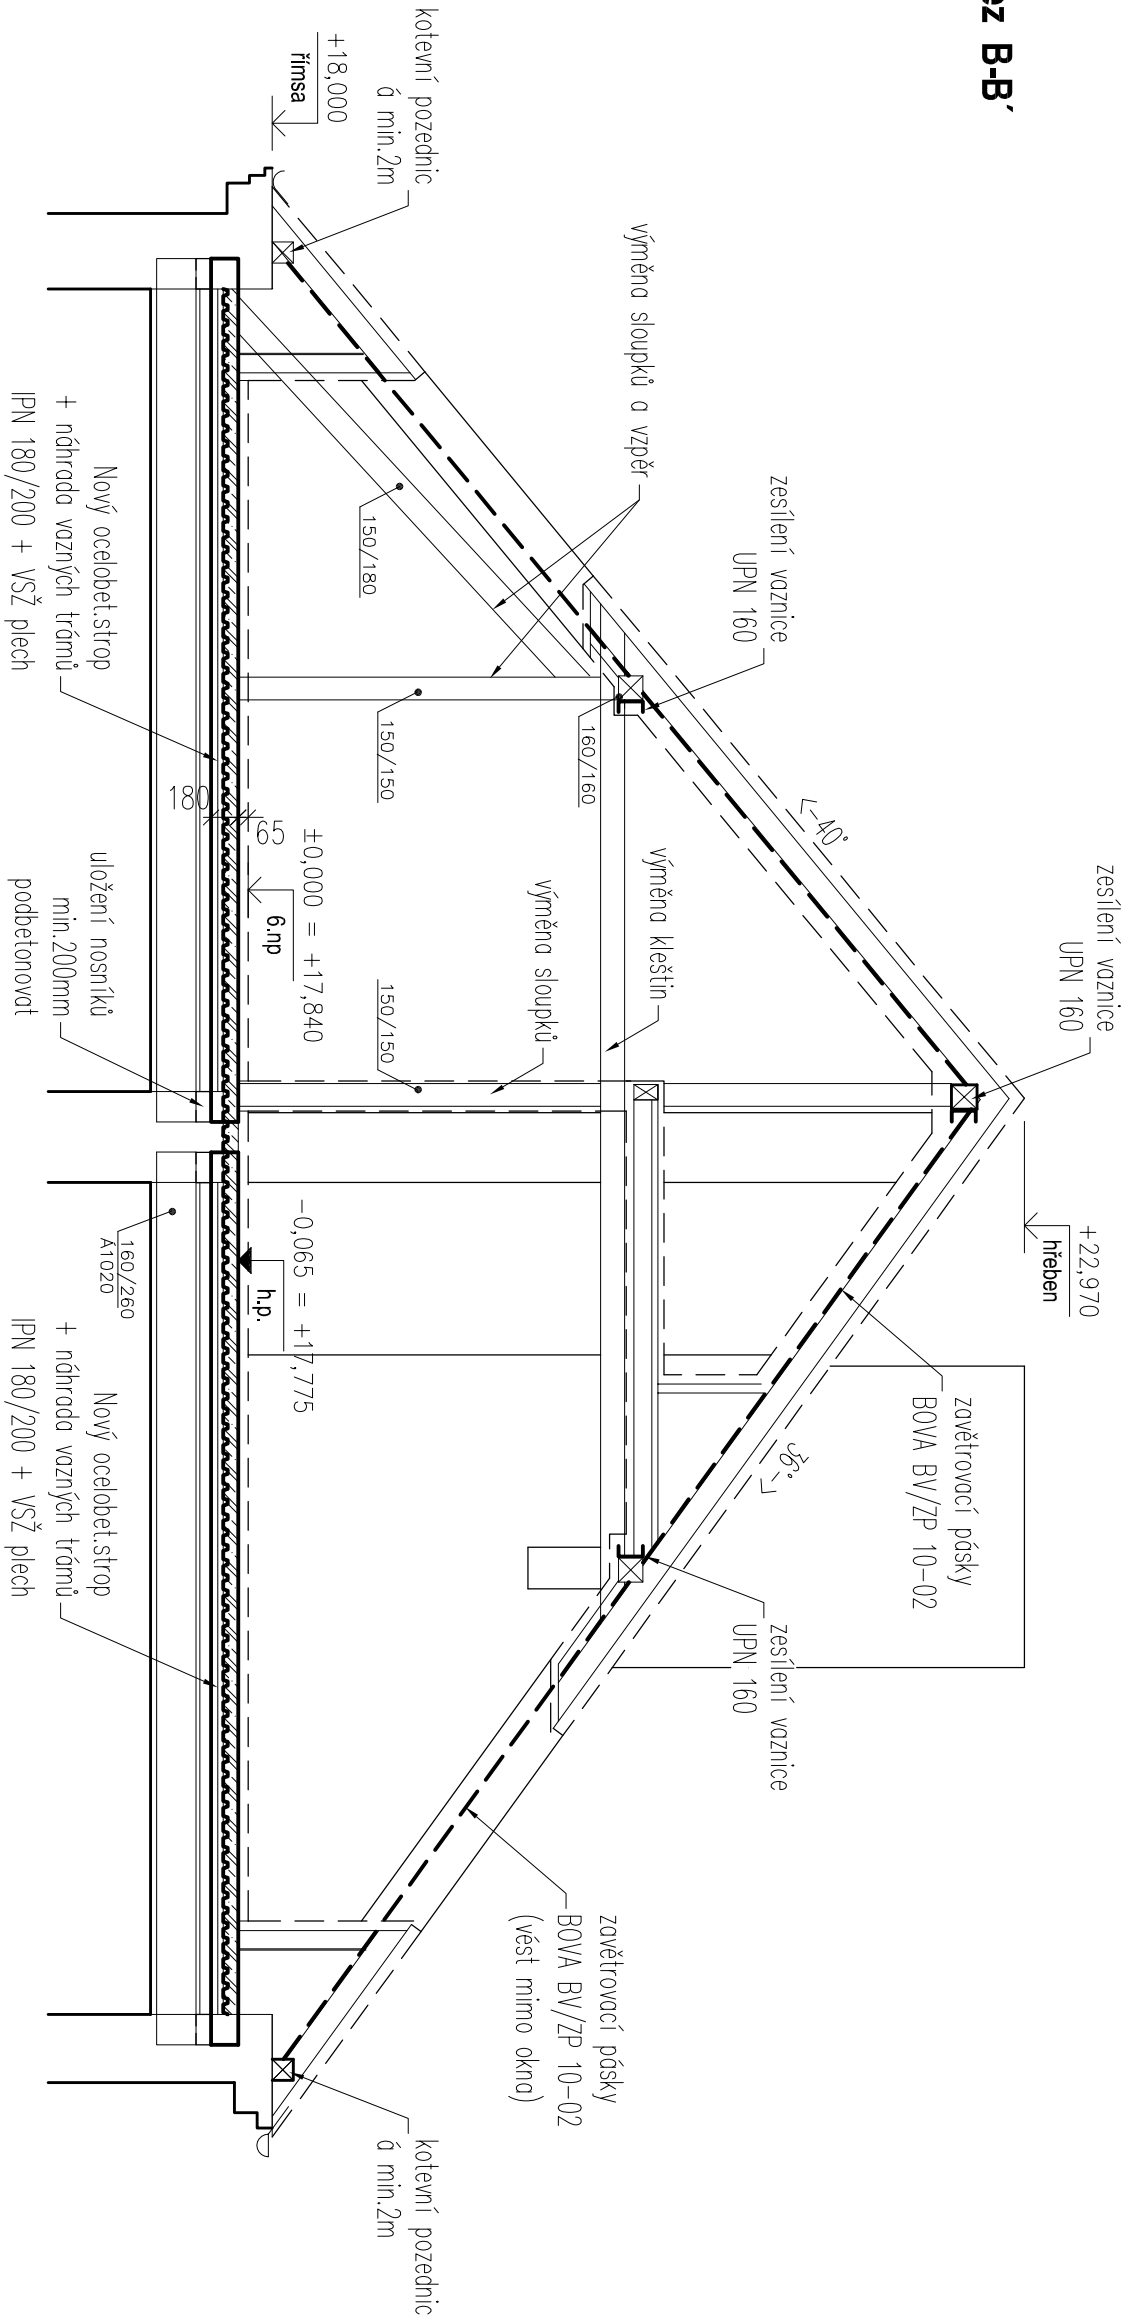 ez B-B´
zesílení vaznice
UPN 160
+22,970
hřeben
zavětrovací pásky
BOVA BV/ZP 10-02
40°
36°
zesílení vaznice
UPN 160
zesílení vaznice
UPN 160
výměna sloupků a vzpěr
výměna kleštin
160/160
výměna sloupků
zavětrovací pásky
BOVA BV/ZP 10-02
(vést mimo okna)
kotevní pozednic
á min.2m
kotevní pozednic
á min.2m
+18,000
římsa
150/180
150/150
150/150
±0,000 = +17,840
6.np
-0,065 = +17,775
h.p.
65
180
160/260
Á1020
Nový ocelobet.strop
+ náhrada vazných trámů
IPN 180/200 + VSŽ plech
uložení nosníků
min.200mm
podbetonovat
Nový ocelobet.strop
+ náhrada vazných trámů
IPN 180/200 + VSŽ plech